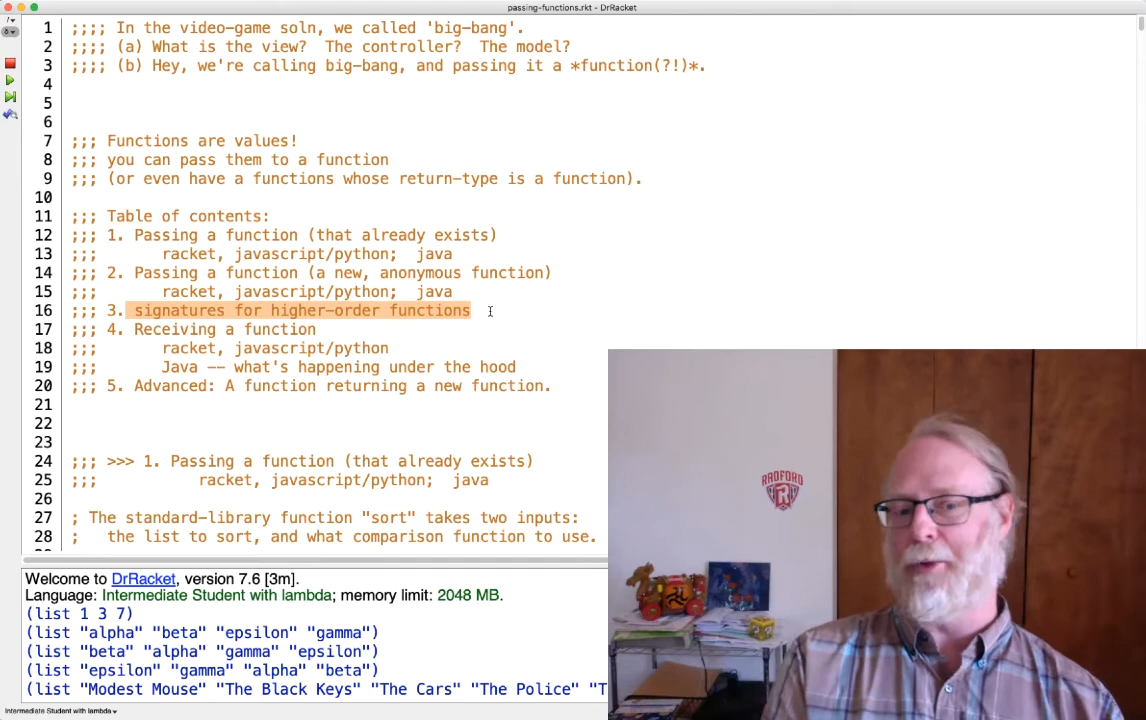 passing-functions.rkt - DrRacket
1 ;;;; In the video-game soln, we called 'big-bang'.
2 ;;;; (a) What is the view?  The controller?  The model?
3 ;;;; (b) Hey, we're calling big-bang, and passing it a *function(?!)*.
4
5
6
7 ;;; Functions are values!
8 ;;; you can pass them to a function
9 ;;; (or even have a functions whose return-type is a function).
10
11 ;;; Table of contents:
12 ;;; 1. Passing a function (that already exists)
13 ;;;       racket, javascript/python;  java
14 ;;; 2. Passing a function (a new, anonymous function)
15 ;;;       racket, javascript/python;  java
16 ;;; 3. signatures for higher-order functions
17 ;;; 4. Receiving a function
18 ;;;       racket, javascript/python
19 ;;;       Java -- what's happening under the hood
20 ;;; 5. Advanced: A function returning a new function.
21
22
23
24 ;;; >>> 1. Passing a function (that already exists)
25 ;;;           racket, javascript/python;  java
26
27 ; The standard-library function "sort" takes two inputs:
28 ;   the list to sort, and what comparison function to use.
Welcome to DrRacket, version 7.6 [3m].
Language: Intermediate Student with lambda; memory limit: 2048 MB.
(list 1 3 7)
(list "alpha" "beta" "epsilon" "gamma")
(list "beta" "alpha" "gamma" "epsilon")
(list "epsilon" "gamma" "alpha" "beta")
(list "Modest Mouse" "The Black Keys" "The Cars" "The Police" "T
Intermediate Student with lambda
RADFORD
R